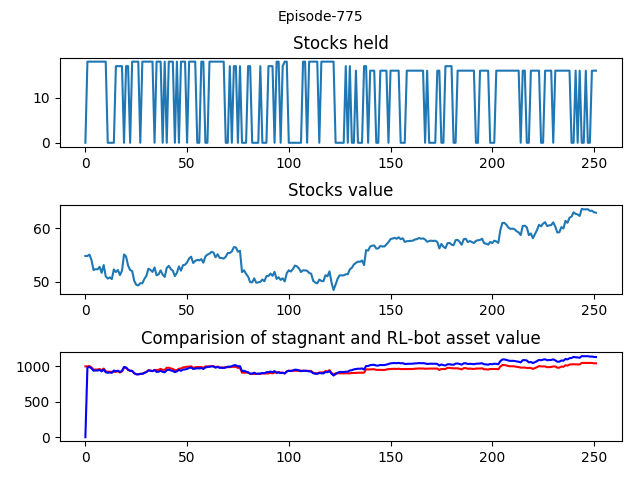 Episode-775
Stocks held
10
0
0 50 100 150 200 250
Stocks value
60
50
0 50 100 150 200 250
Comparision of stagnant and RL-bot asset value
1000
500
0
0 50 100 150 200 250